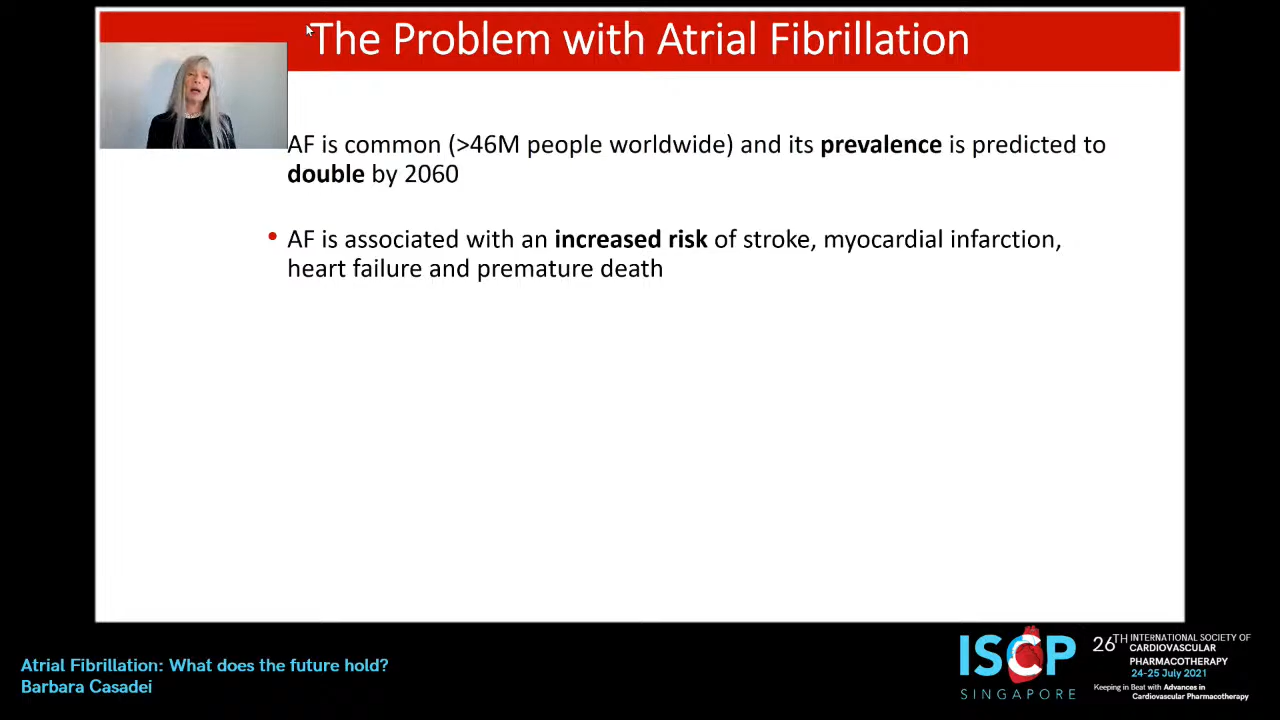 The Problem with Atrial Fibrillation
AF is common (>46M people worldwide) and its prevalence is predicted to
double by 2060
• AF is associated with an increased risk of stroke, myocardial infarction,
heart failure and premature death
Atrial Fibrillation: What does the future hold?
Barbara Casadei
ISCP
SINGAPORE
26TH INTERNATIONAL SOCIETY OF
CARDIOVASCULAR
PHARMACOTHERAPY
24-25 July 2021
Keeping in Beat with Advances in
Cardiovascular Pharmacotherapy